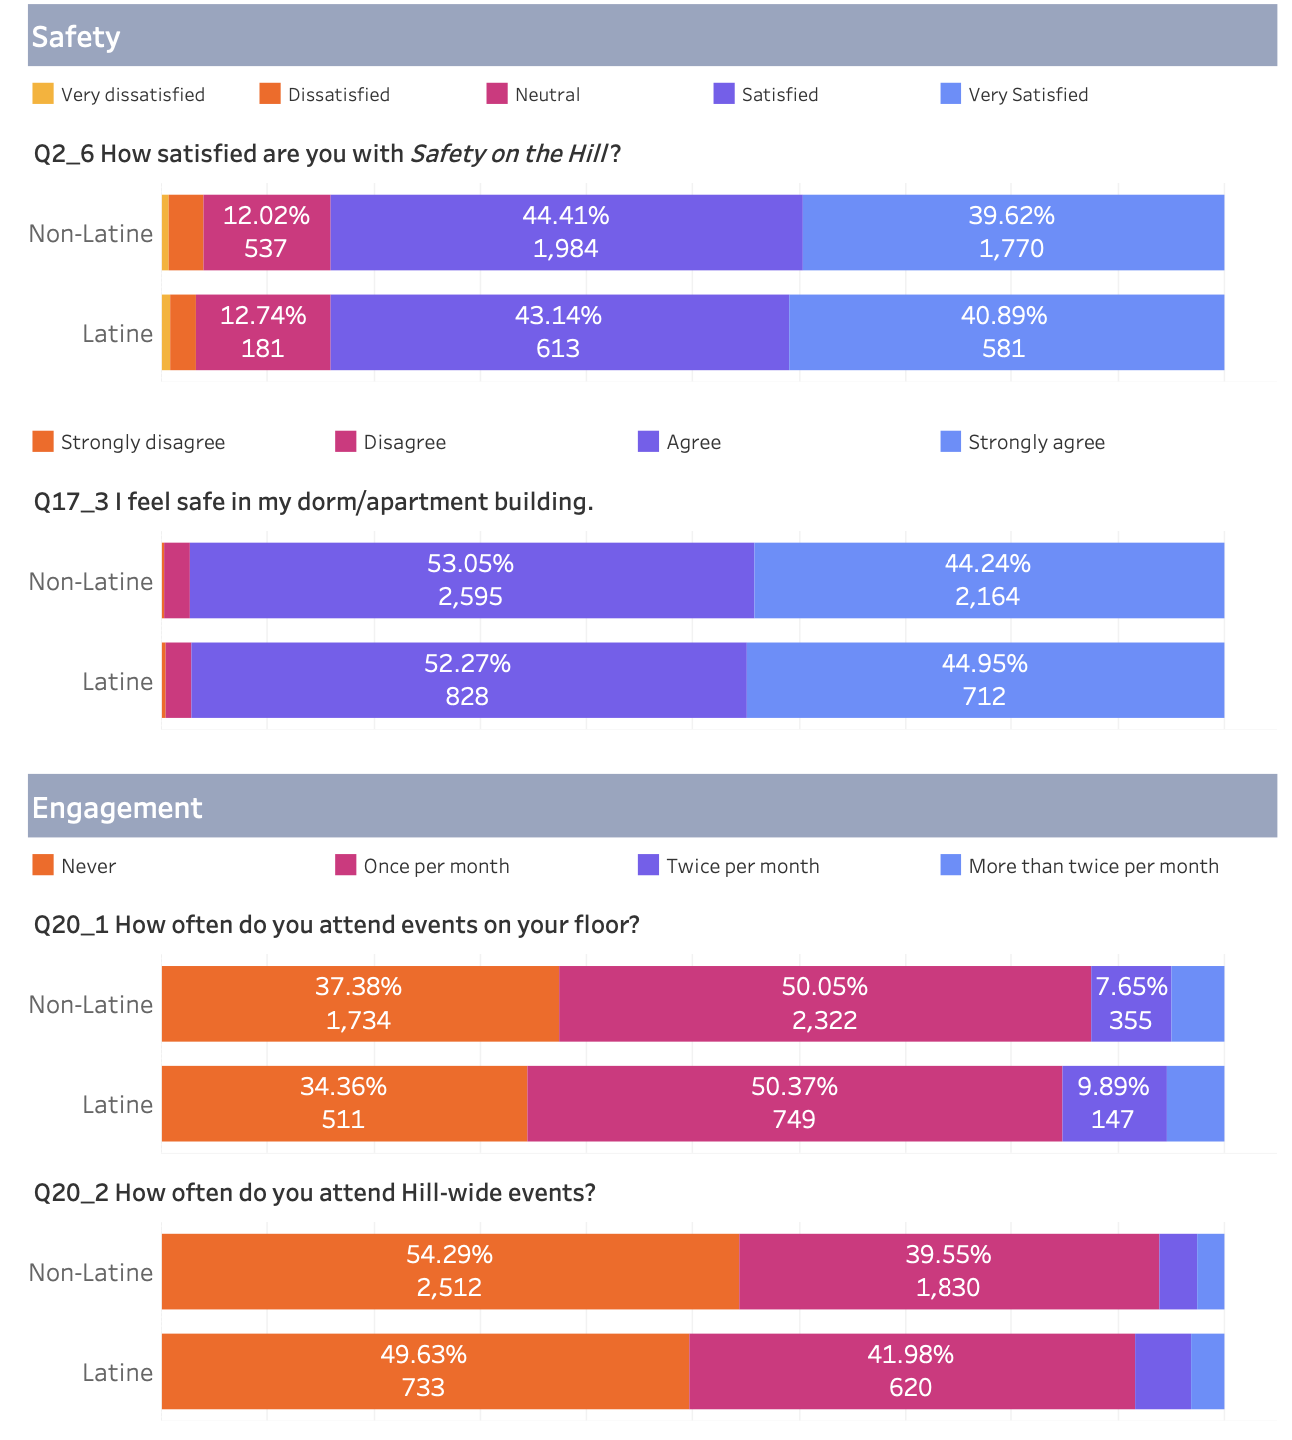 Safety
Very dissatisfied Dissatisfied Neutral Satisfied Very Satisfied
Q2_6 How satisfied are you with Safety on the Hill?
Non-Latine 12.02% 44.41% 39.62%
537 1,984 1,770
Latine 12.74% 43.14% 40.89%
181 613 581
Strongly disagree Disagree Agree Strongly agree
Q17_3 I feel safe in my dorm/apartment building.
Non-Latine 53.05% 44.24%
2,595 2,164
Latine 52.27% 44.95%
828 712
Engagement
Never Once per month Twice per month More than twice per month
Q20_1 How often do you attend events on your floor?
Non-Latine 37.38% 50.05% 7.65%
1,734 2,322 355
Latine 34.36% 50.37% 9.89%
511 749 147
Q20_2 How often do you attend Hill-wide events?
Non-Latine 54.29% 39.55%
2,512 1,830
Latine 49.63% 41.98%
733 620